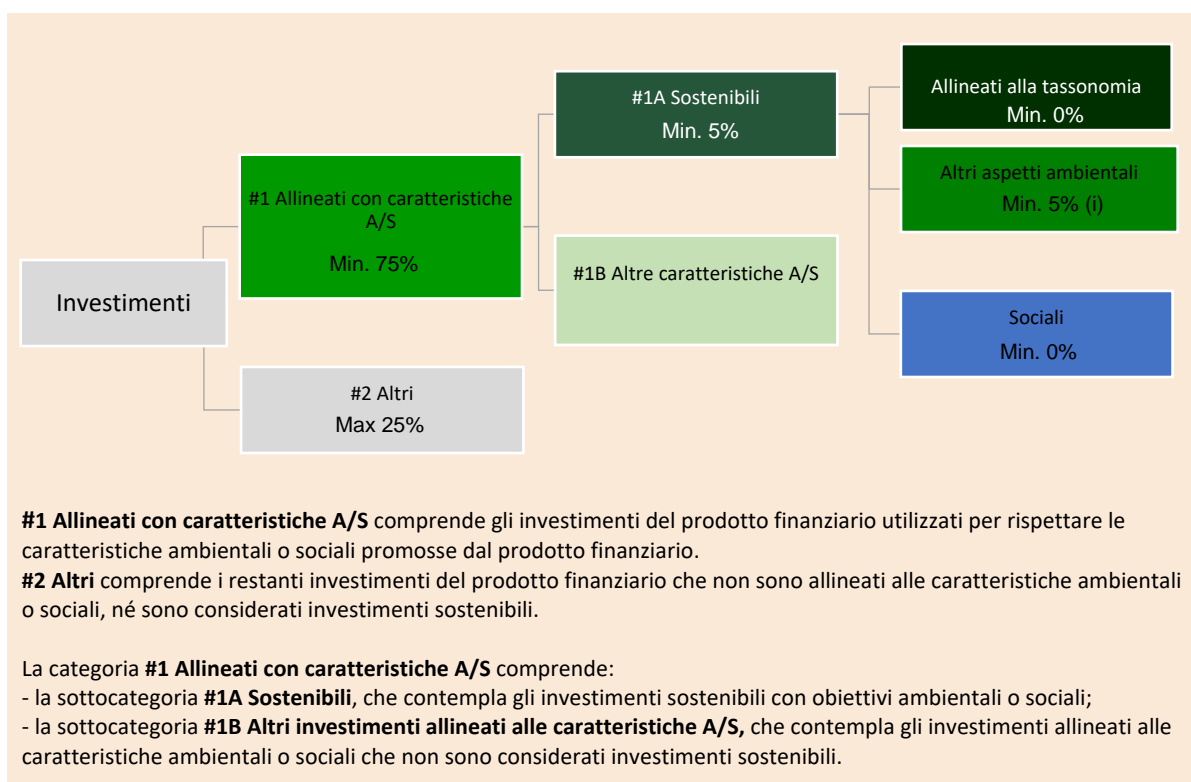 Investimenti
#1 Allineati con caratteristiche
A/S
Min. 75%
#2 Altri
Max 25%
#1A Sostenibili
Min. 5%
#1B Altre caratteristiche A/S
Allineati alla tassonomia
Min. 0%
Altri aspetti ambientali
Min. 5% (i)
Sociali
Min. 0%
#1 Allineati con caratteristiche A/S comprende gli investimenti del prodotto finanziario utilizzati per rispettare le
caratteristiche ambientali o sociali promosse dal prodotto finanziario.
#2 Altri comprende i restanti investimenti del prodotto finanziario che non sono allineati alle caratteristiche ambientali
o sociali, né sono considerati investimenti sostenibili.
La categoria #1 Allineati con caratteristiche A/S comprende:
- la sottocategoria #1A Sostenibili, che contempla gli investimenti sostenibili con obiettivi ambientali o sociali;
- la sottocategoria #1B Altri investimenti allineati alle caratteristiche A/S, che contempla gli investimenti allineati alle
caratteristiche ambientali o sociali che non sono considerati investimenti sostenibili.